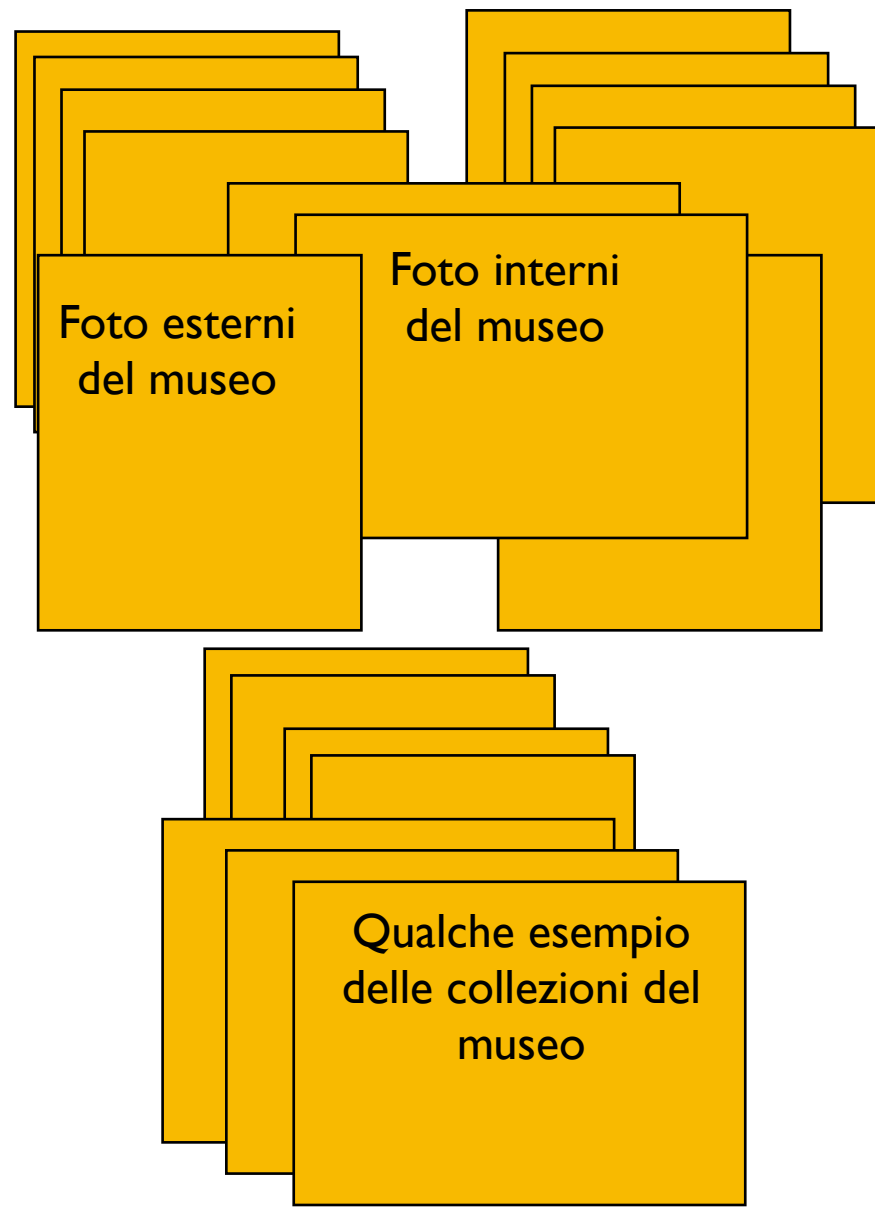 Foto esterni
del museo
Foto interni
del museo
Qualche esempio
delle collezioni del
museo